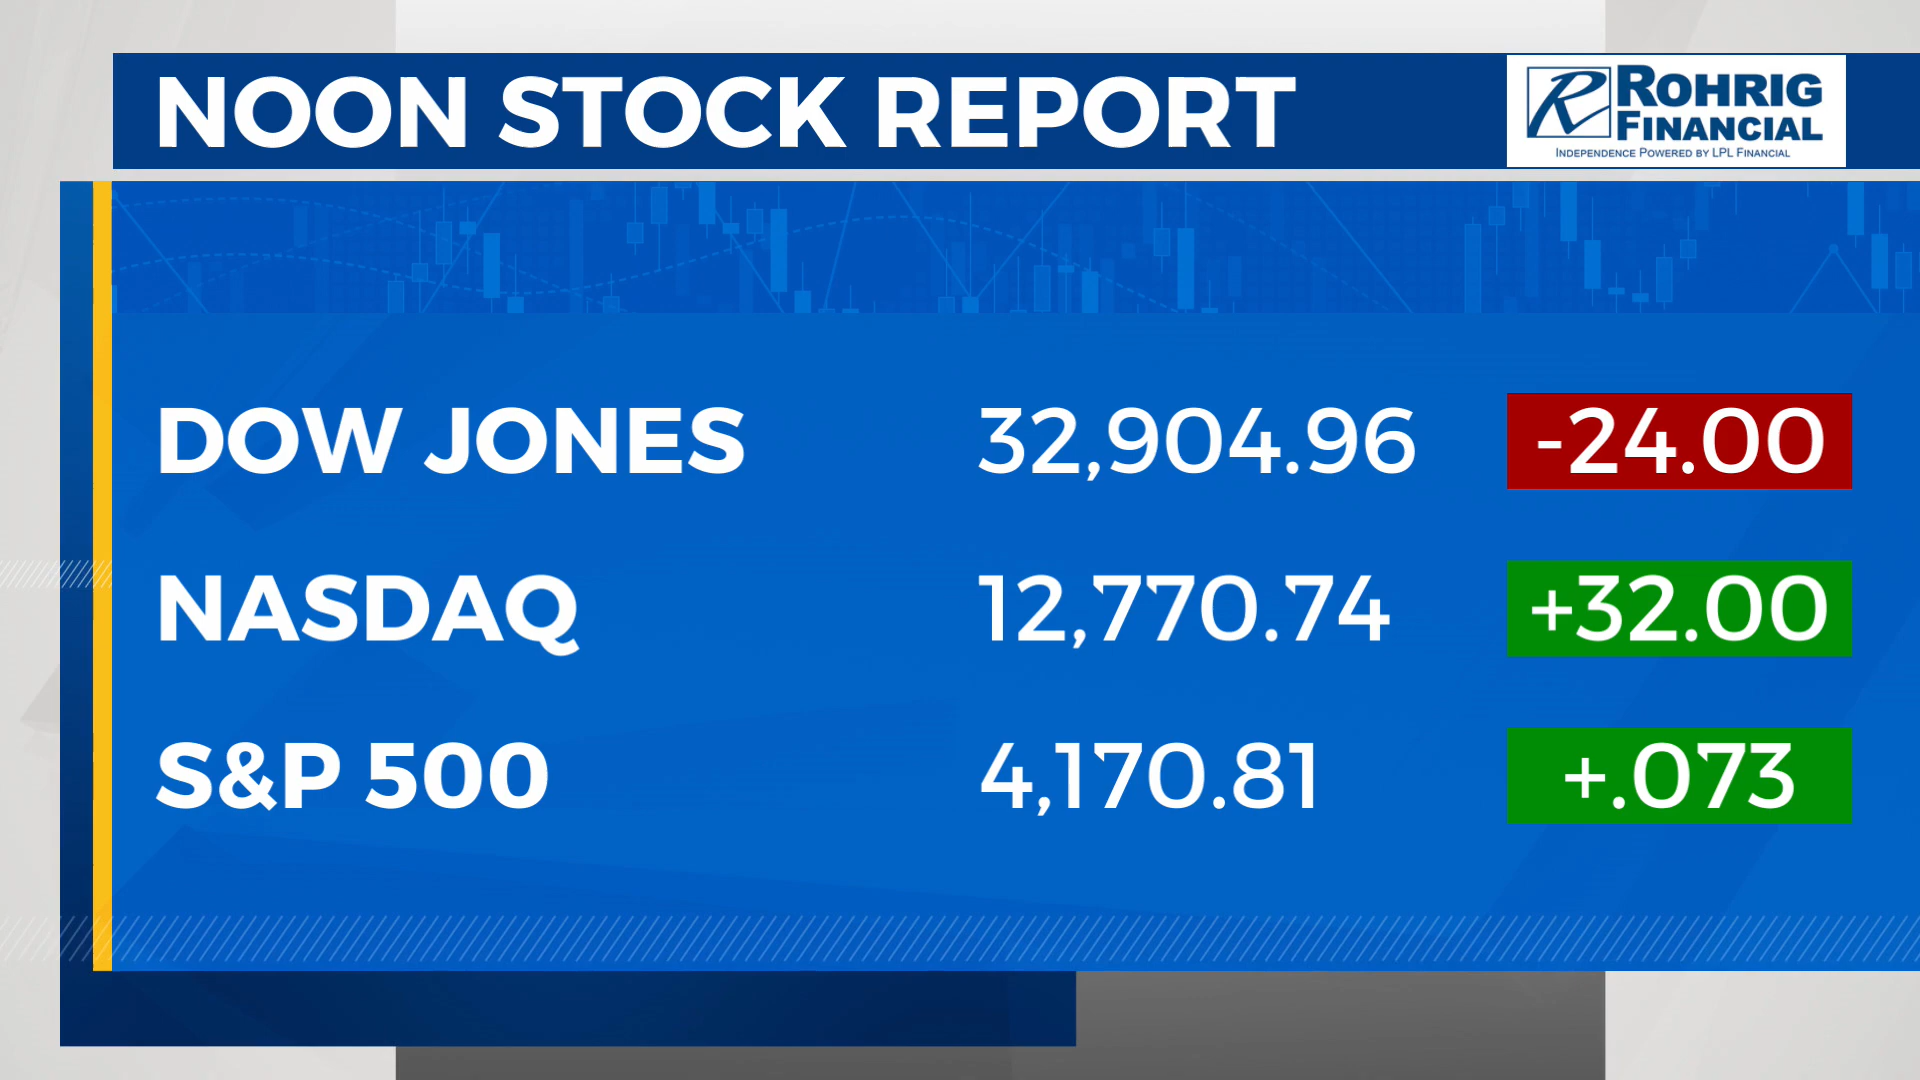 NOON STOCK REPORT
ROHRIG
FINANCIAL
INDEPENDENCE POWERED BY LPL FINANCIAL
DOW JONES 32,904.96 -24.00
NASDAQ 12,770.74 +32.00
S&P 500 4,170.81 +.073